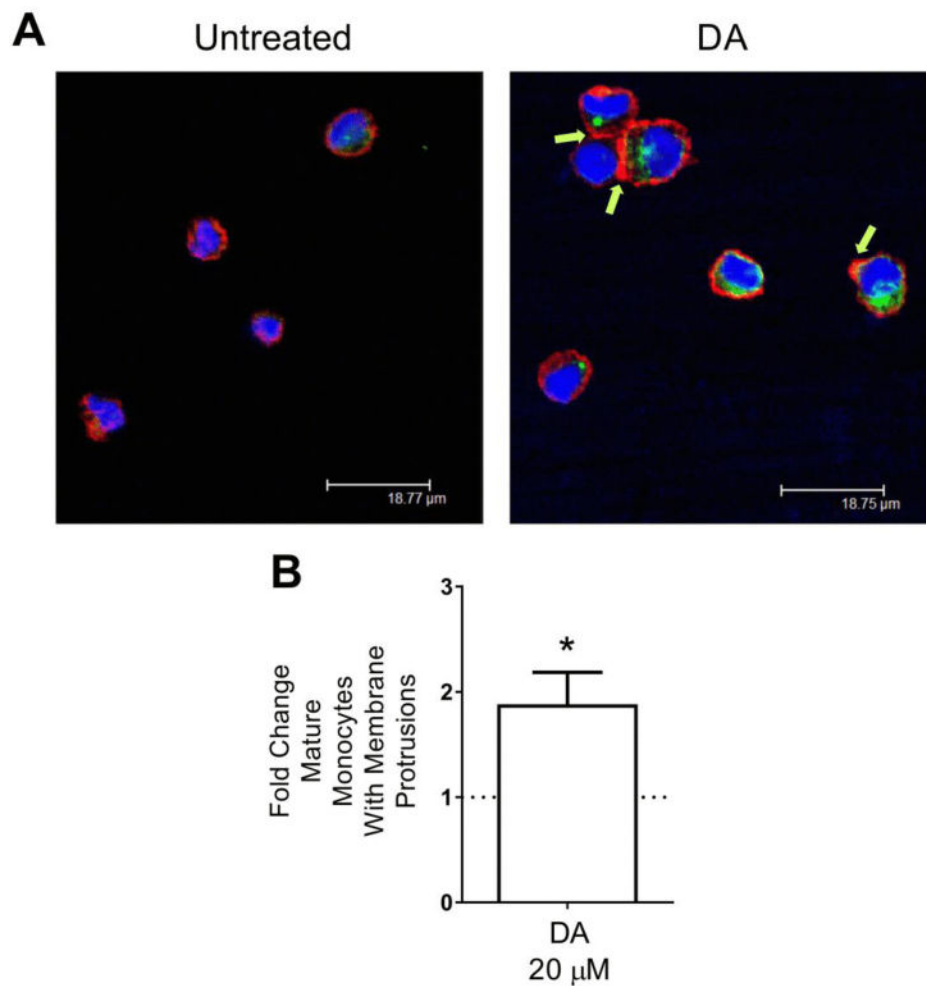 A
Untreated
DA
18.77 µm
18.75 µm
B
Fold Change
Mature
Monocytes
With Membrane
Protrusions
3
*
2
1
0
DA
20 µM